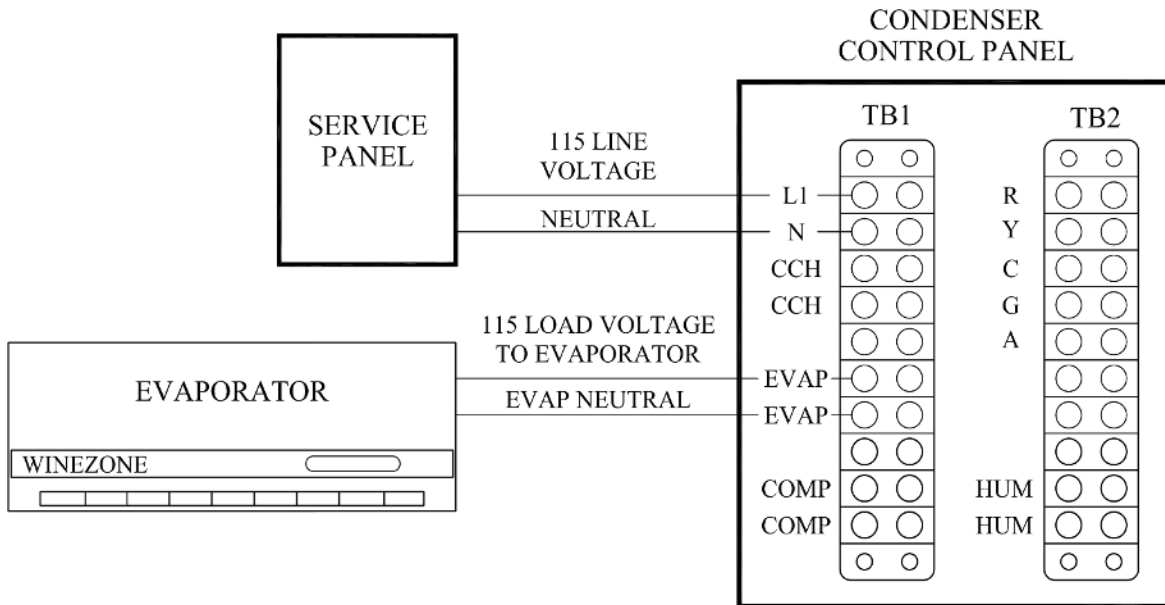 CONDENSER
CONTROL PANEL
SERVICE
PANEL
115 LINE
VOLTAGE
NEUTRAL
TB1
TB2
L1
N
CCH
CCH
EVAP
EVAP
COMP
COMP
R
Y
C
G
A
HUM
HUM
115 LOAD VOLTAGE
TO EVAPORATOR
EVAP NEUTRAL
EVAPORATOR
WINEZONE